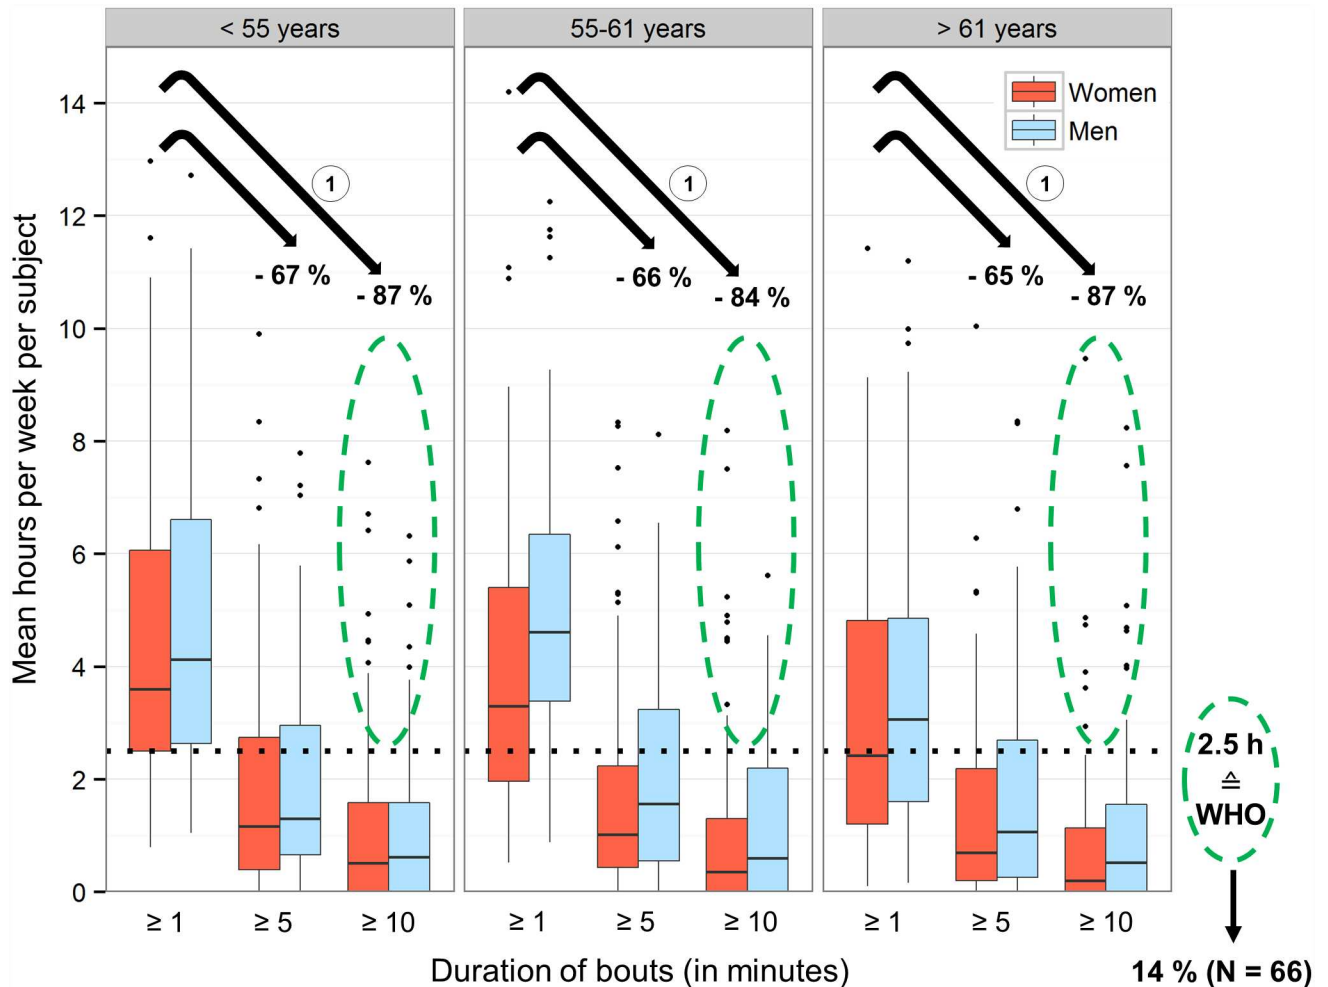 < 55 years
55-61 years
> 61 years
Mean hours per week per subject
14
12
10
8
6
4
2
0
1
- 67 %
- 87 %
1
- 66 %
- 84 %
1
- 65 %
- 87 %
Women
Men
2.5 h
≙
WHO
14 % (N = 66)
≥ 1
≥ 5
≥ 10
≥ 1
≥ 5
≥ 10
≥ 1
≥ 5
≥ 10
Duration of bouts (in minutes)